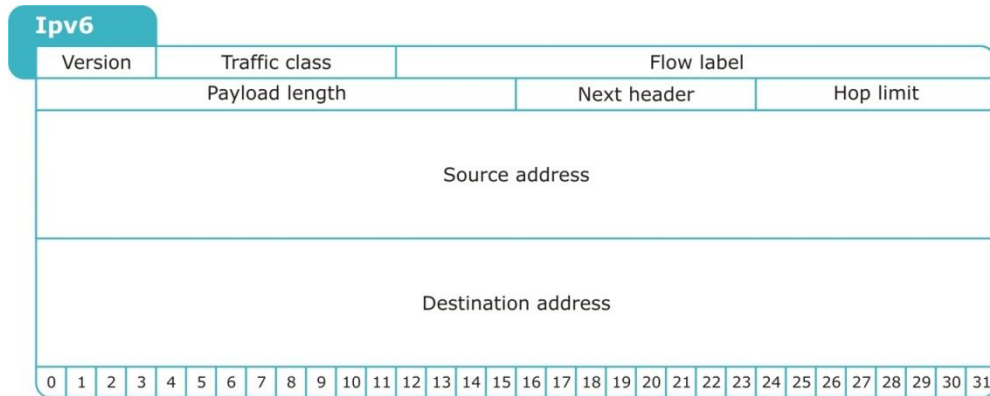 Ipv6
Version Traffic class Flow label
Payload length Next header Hop limit
Source address
Destination address
0 1 2 3 4 5 6 7 8 9 10 11 12 13 14 15 16 17 18 19 20 21 22 23 24 25 26 27 28 29 30 31